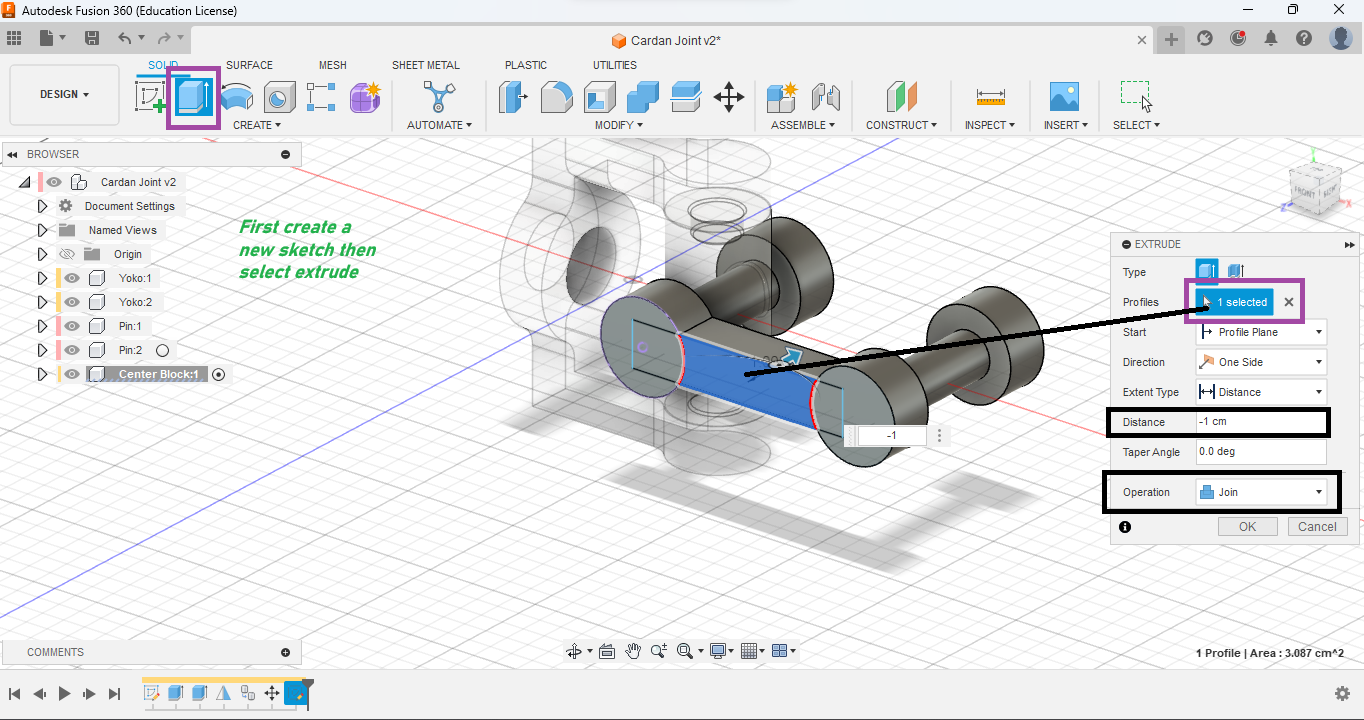 Autodesk Fusion 360 (Education License)
Cardan Joint v2*
SOLID
SURFACE
MESH
SHEET METAL
PLASTIC
UTILITIES
DESIGN
CREATE
AUTOMATE
MODIFY
ASSEMBLE
CONSTRUCT
INSPECT
INSERT
SELECT
BROWSER
Cardan Joint v2
Document Settings
Named Views
Origin
Yoko:1
Yoko:2
Pin:1
Pin:2
Center Block:1
First create a
new sketch then
select extrude
FRONT
Z
X
-1
EXTRUDE
Type
Profiles 1 selected
Start Profile Plane
Direction One Side
Extent Type Distance
Distance -1 cm
Taper Angle 0.0 deg
Operation Join
OK Cancel
COMMENTS
1 Profile | Area : 3.087 cm^2